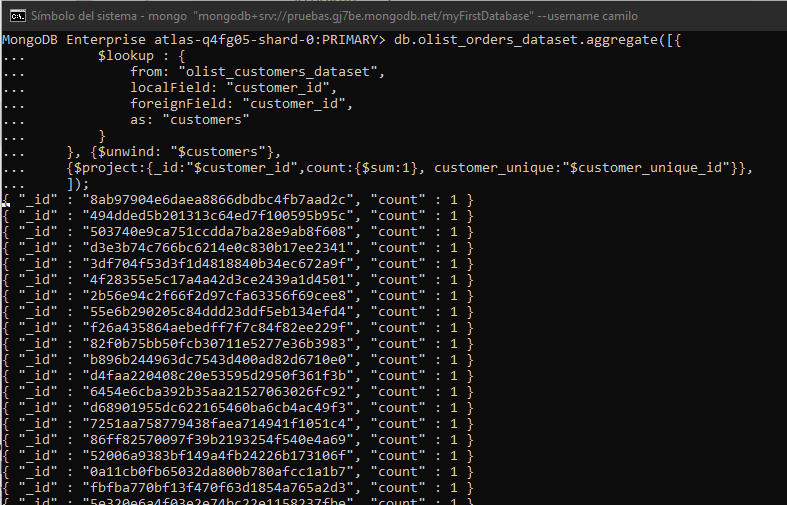 Símbolo del sistema - mongo "mongodb+srv://pruebas.gj7be.mongodb.net/myFirstDatabase" --username camilo
MongoDB Enterprise atlas-q4fg05-shard-0:PRIMARY> db.olist_orders_dataset.aggregate([{
... $lookup : {
... from: "olist_customers_dataset",
... localField: "customer_id",
... foreignField: "customer_id",
... as: "customers"
... }
... }, {$unwind: "$customers"},
... {$project:{_id:"$customer_id",count:{$sum:1}, customer_unique:"$customer_unique_id"}},
... ]);
{ "_id" : "8ab97904e6daea8866dbdbc4fb7aad2c", "count" : 1 }
{ "_id" : "494dded5b201313c64ed7f100595b95c", "count" : 1 }
{ "_id" : "503740e9ca751ccdda7ba28e9ab8f608", "count" : 1 }
{ "_id" : "d3e3b74c766bc6214e0c830b17ee2341", "count" : 1 }
{ "_id" : "3df704f53d3f1d4818840b34ec672a9f", "count" : 1 }
{ "_id" : "4f28355e5c17a4a42d3ce2439a1d4501", "count" : 1 }
{ "_id" : "2b56e94c2f66f2d97cfa63356f69cee8", "count" : 1 }
{ "_id" : "55e6b290205c84ddd23ddf5eb134efd4", "count" : 1 }
{ "_id" : "f26a435864aebedff7f7c84f82ee229f", "count" : 1 }
{ "_id" : "82f0b75bb50fcb30711e5277e36b3983", "count" : 1 }
{ "_id" : "b896b244963dc7543d400ad82d6710e0", "count" : 1 }
{ "_id" : "d4faa220408c20e53595d2950f361f3b", "count" : 1 }
{ "_id" : "6454e6cba392b35aa21527063026fc92", "count" : 1 }
{ "_id" : "d68901955dc622165460ba6cb4ac49f3", "count" : 1 }
{ "_id" : "7251aa758779438faea714941f1051c4", "count" : 1 }
{ "_id" : "86ff82570097f39b2193254f540e4a69", "count" : 1 }
{ "_id" : "52006a9383bf149a4fb24226b173106f", "count" : 1 }
{ "_id" : "0a11cb0fb65032da800b780afcc1a1b7", "count" : 1 }
{ "_id" : "fbfba770bf13f470f63d1854a765a2d3", "count" : 1 }
{ "_id" : "5e320e6a4f03e2e74bc22e1158237fbe", "count" : 1 }